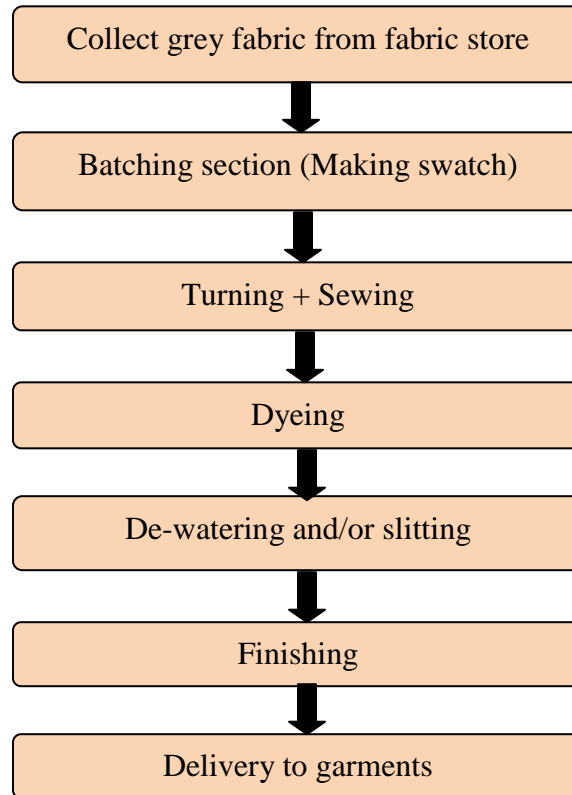 Collect grey fabric from fabric store
Batching section (Making swatch)
Turning + Sewing
Dyeing
De-watering and/or slitting
Finishing
Delivery to garments